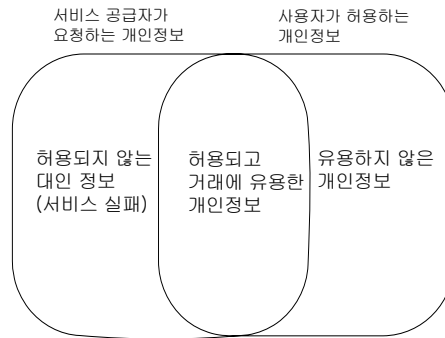 서비스 공급자가
요청하는 개인정보
사용자가 허용하는
개인정보
허용되지 않는
대인 정보
(서비스 실패)
허용되고
거래에 유용한
개인정보
유용하지 않은
개인정보